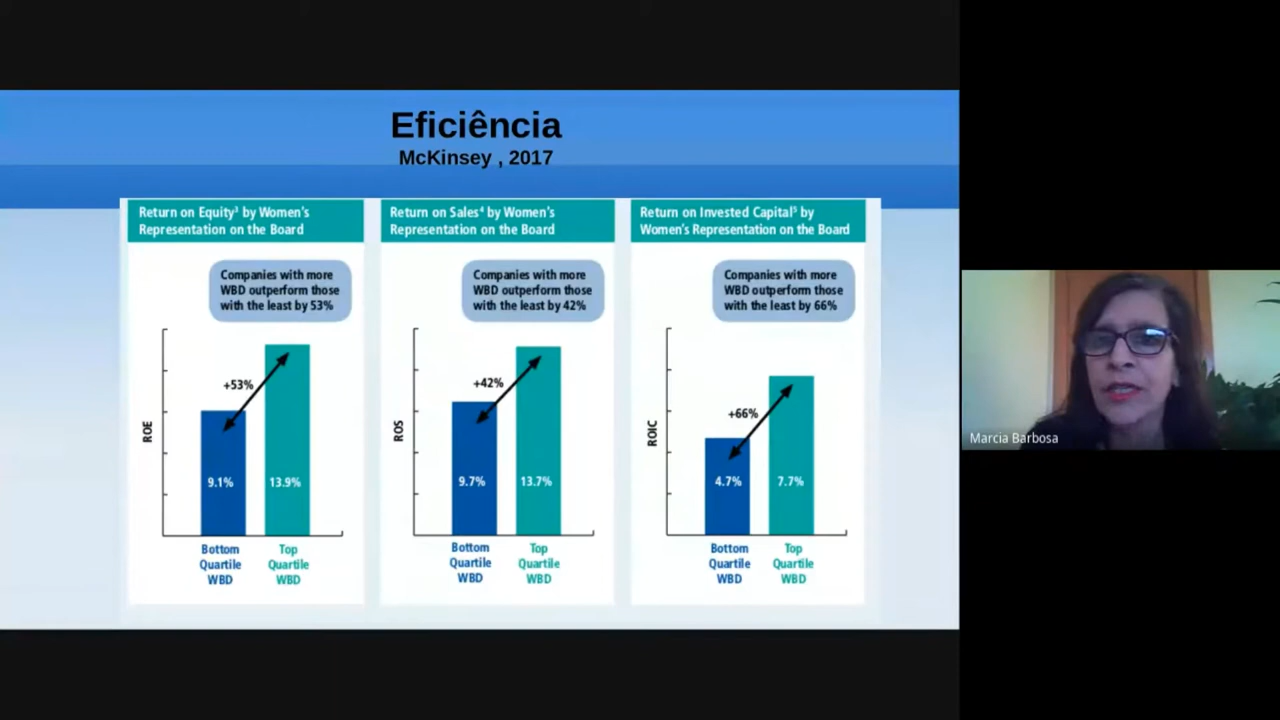 Eficiência
McKinsey , 2017
Return on Equity³ by Women's
Representation on the Board
Companies with more
WBD outperform those
with the least by 53%
+53%
ROE
9.1%
13.9%
Bottom
Quartile
WBD
Top
Quartile
WBD
Return on Sales⁴ by Women's
Representation on the Board
Companies with more
WBD outperform those
with the least by 42%
+42%
ROS
9.7%
13.7%
Bottom
Quartile
WBD
Top
Quartile
WBD
Return on Invested Capital⁵ by
Women's Representation on the Board
Companies with more
WBD outperform those
with the least by 66%
+66%
ROIC
4.7%
7.7%
Bottom
Quartile
WBD
Top
Quartile
WBD
Marcia Barbosa